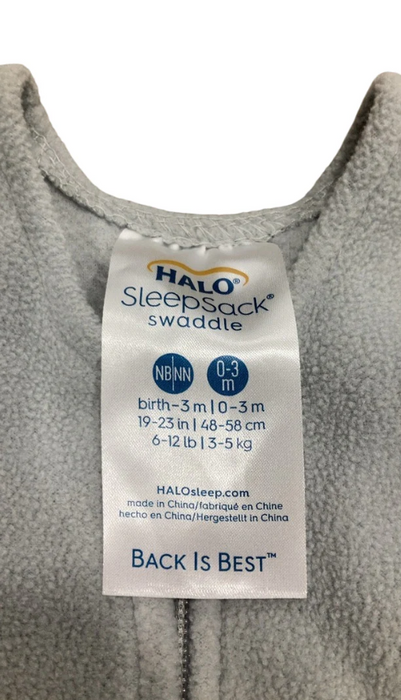 HALO®
SleepSack®
swaddle
NB|NN 0-3 m
birth-3 m | 0-3 m
19-23 in | 48-58 cm
6-12 lb | 3-5 kg
HALOsleep.com
made in China/fabriqué en Chine
hecho en China/Hergestellt in China
BACK IS BEST™